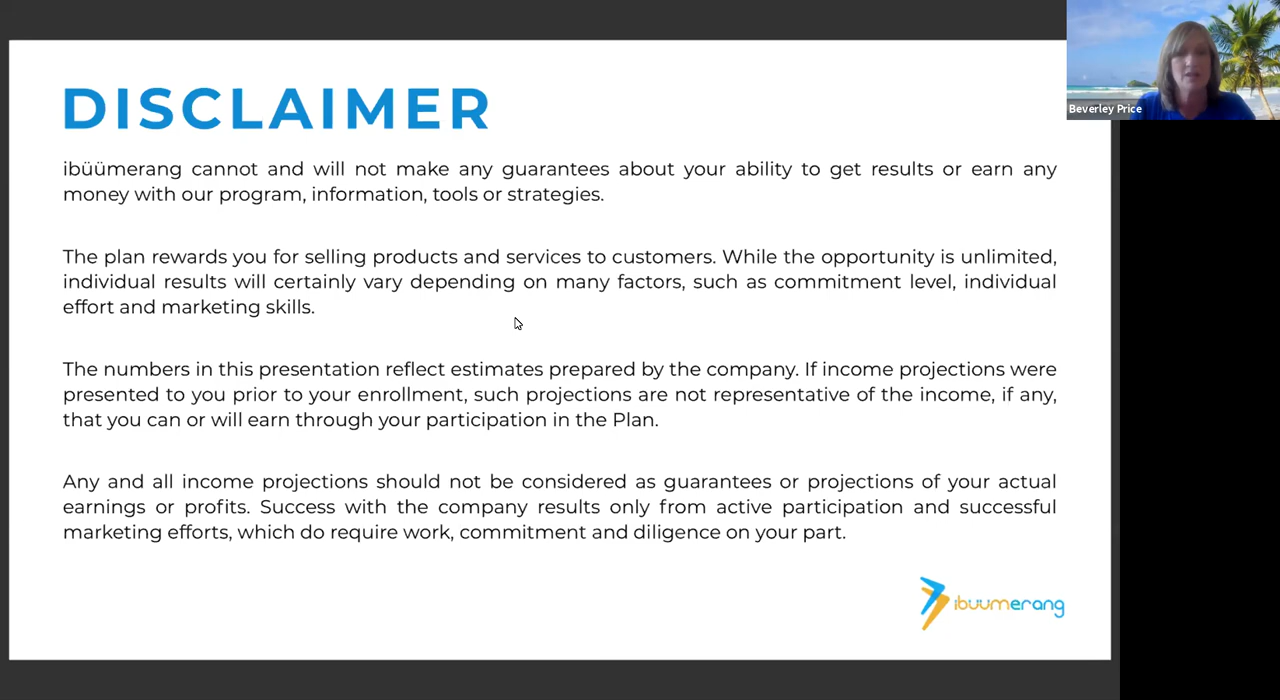 DISCLAIMER
Beverley Price
ibüümerang cannot and will not make any guarantees about your ability to get results or earn any
money with our program, information, tools or strategies.
The plan rewards you for selling products and services to customers. While the opportunity is unlimited,
individual results will certainly vary depending on many factors, such as commitment level, individual
effort and marketing skills.
The numbers in this presentation reflect estimates prepared by the company. If income projections were
presented to you prior to your enrollment, such projections are not representative of the income, if any,
that you can or will earn through your participation in the Plan.
Any and all income projections should not be considered as guarantees or projections of your actual
earnings or profits. Success with the company results only from active participation and successful
marketing efforts, which do require work, commitment and diligence on your part.
ibüümerang